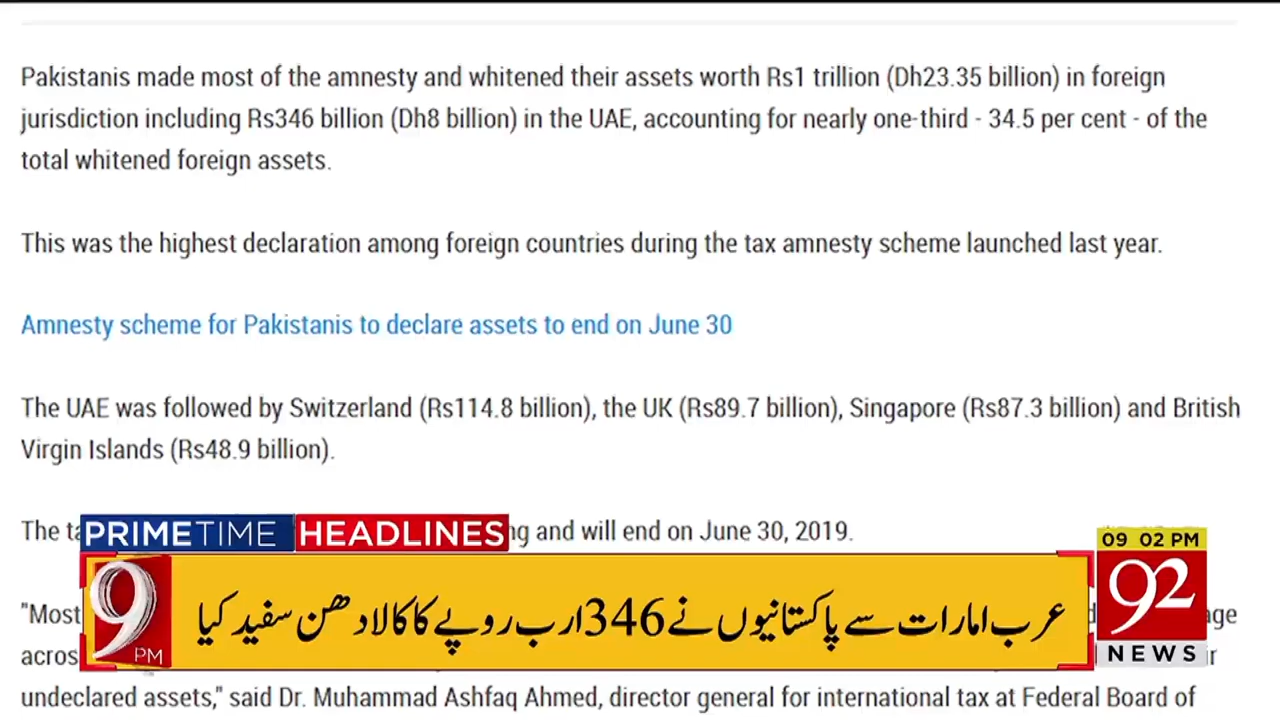 Pakistanis made most of the amnesty and whitened their assets worth Rs1 trillion (Dh23.35 billion) in foreign
jurisdiction including Rs346 billion (Dh8 billion) in the UAE, accounting for nearly one-third - 34.5 per cent - of the
total whitened foreign assets.
This was the highest declaration among foreign countries during the tax amnesty scheme launched last year.
Amnesty scheme for Pakistanis to declare assets to end on June 30
The UAE was followed by Switzerland (Rs114.8 billion), the UK (Rs89.7 billion), Singapore (Rs87.3 billion) and British
Virgin Islands (Rs48.9 billion).
The and will end on June 30, 2019.
PRIMETIME HEADLINES
09 02 PM
"Most
9 PM
عرب امارات سے پاکستانیوں نے 346 ارب روپے کا کالا دھن سفید کیا
92
NEWS
undeclared assets," said Dr. Muhammad Ashfaq Ahmed, director general for international tax at Federal Board of